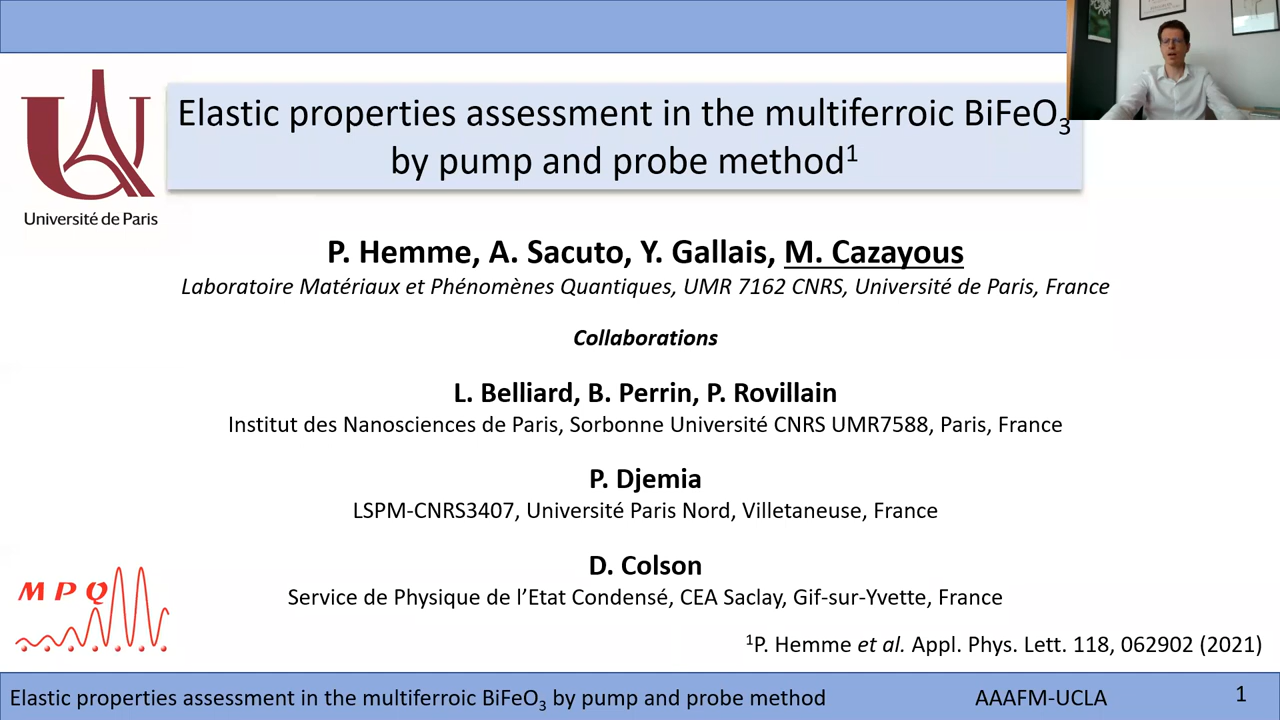 Elastic properties assessment in the multiferroic BiFeO₃
by pump and probe method¹
Université de Paris
P. Hemme, A. Sacuto, Y. Gallais, M. Cazayous
Laboratoire Matériaux et Phénomènes Quantiques, UMR 7162 CNRS, Université de Paris, France
Collaborations
L. Belliard, B. Perrin, P. Rovillain
Institut des Nanosciences de Paris, Sorbonne Université CNRS UMR7588, Paris, France
P. Djemia
LSPM-CNRS3407, Université Paris Nord, Villetaneuse, France
D. Colson
Service de Physique de l’Etat Condensé, CEA Saclay, Gif-sur-Yvette, France
MPQ
¹P. Hemme et al. Appl. Phys. Lett. 118, 062902 (2021)
Elastic properties assessment in the multiferroic BiFeO₃ by pump and probe method AAAFM-UCLA 1